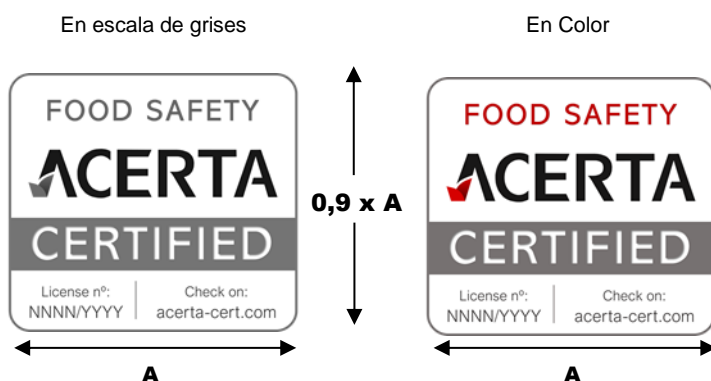 En escala de grises
En Color
FOOD SAFETY
ACERTA
CERTIFIED
License nº:
NNNN/YYYY
Check on:
acerta-cert.com
0,9 x A
FOOD SAFETY
ACERTA
CERTIFIED
License nº:
NNNN/YYYY
Check on:
acerta-cert.com
A
A